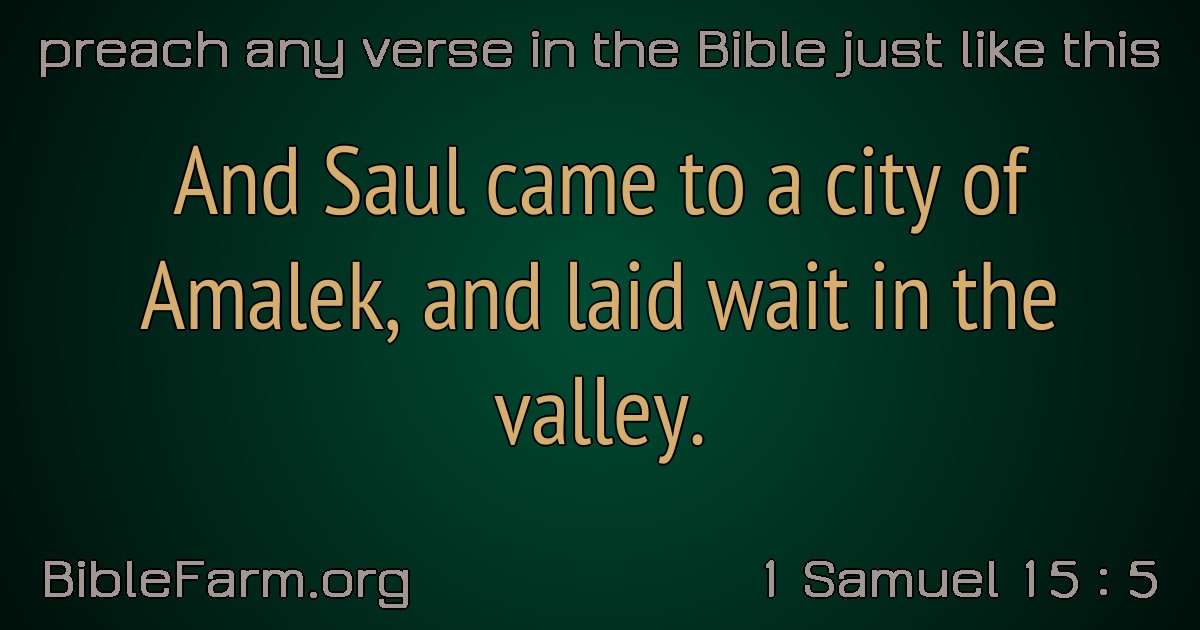 preach any verse in the Bible just like this
And Saul came to a city of
Amalek, and laid wait in the
valley.
BibleFarm.org
1 Samuel 15 : 5